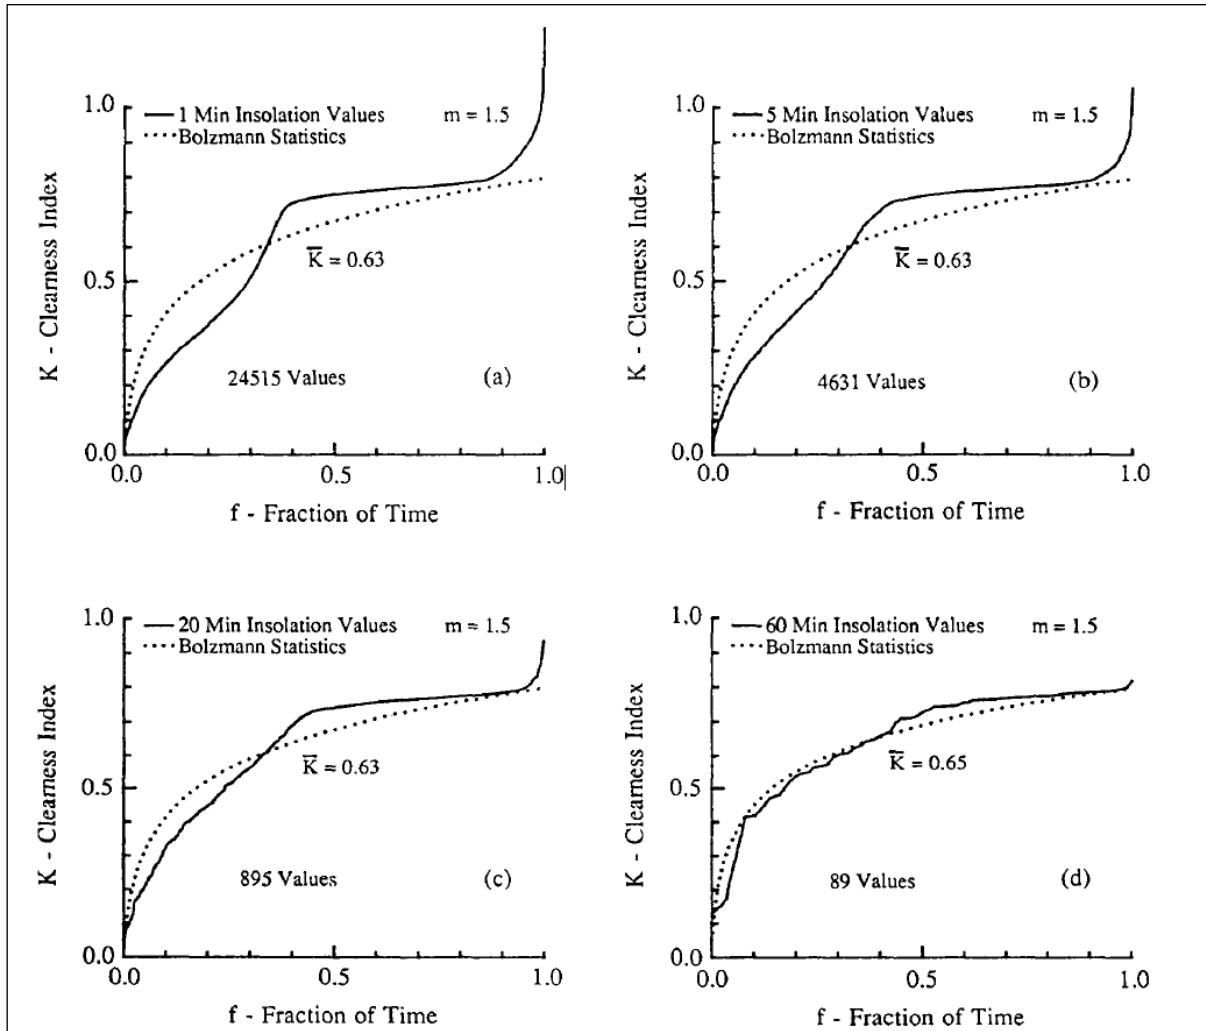 1.0
1 Min Insolation Values m = 1.5
Bolzmann Statistics
K - Clearness Index
K̅ = 0.63
0.5
24515 Values (a)
0.0
0.0 0.5 1.0
f - Fraction of Time
1.0
5 Min Insolation Values m = 1.5
Bolzmann Statistics
K - Clearness Index
K̅ = 0.63
0.5
4631 Values (b)
0.0
0.0 0.5 1.0
f - Fraction of Time
1.0
20 Min Insolation Values m = 1.5
Bolzmann Statistics
K - Clearness Index
K̅ = 0.63
0.5
895 Values (c)
0.0
0.0 0.5 1.0
f - Fraction of Time
1.0
60 Min Insolation Values m = 1.5
Bolzmann Statistics
K - Clearness Index
K̅ = 0.65
0.5
89 Values (d)
0.0
0.0 0.5 1.0
f - Fraction of Time